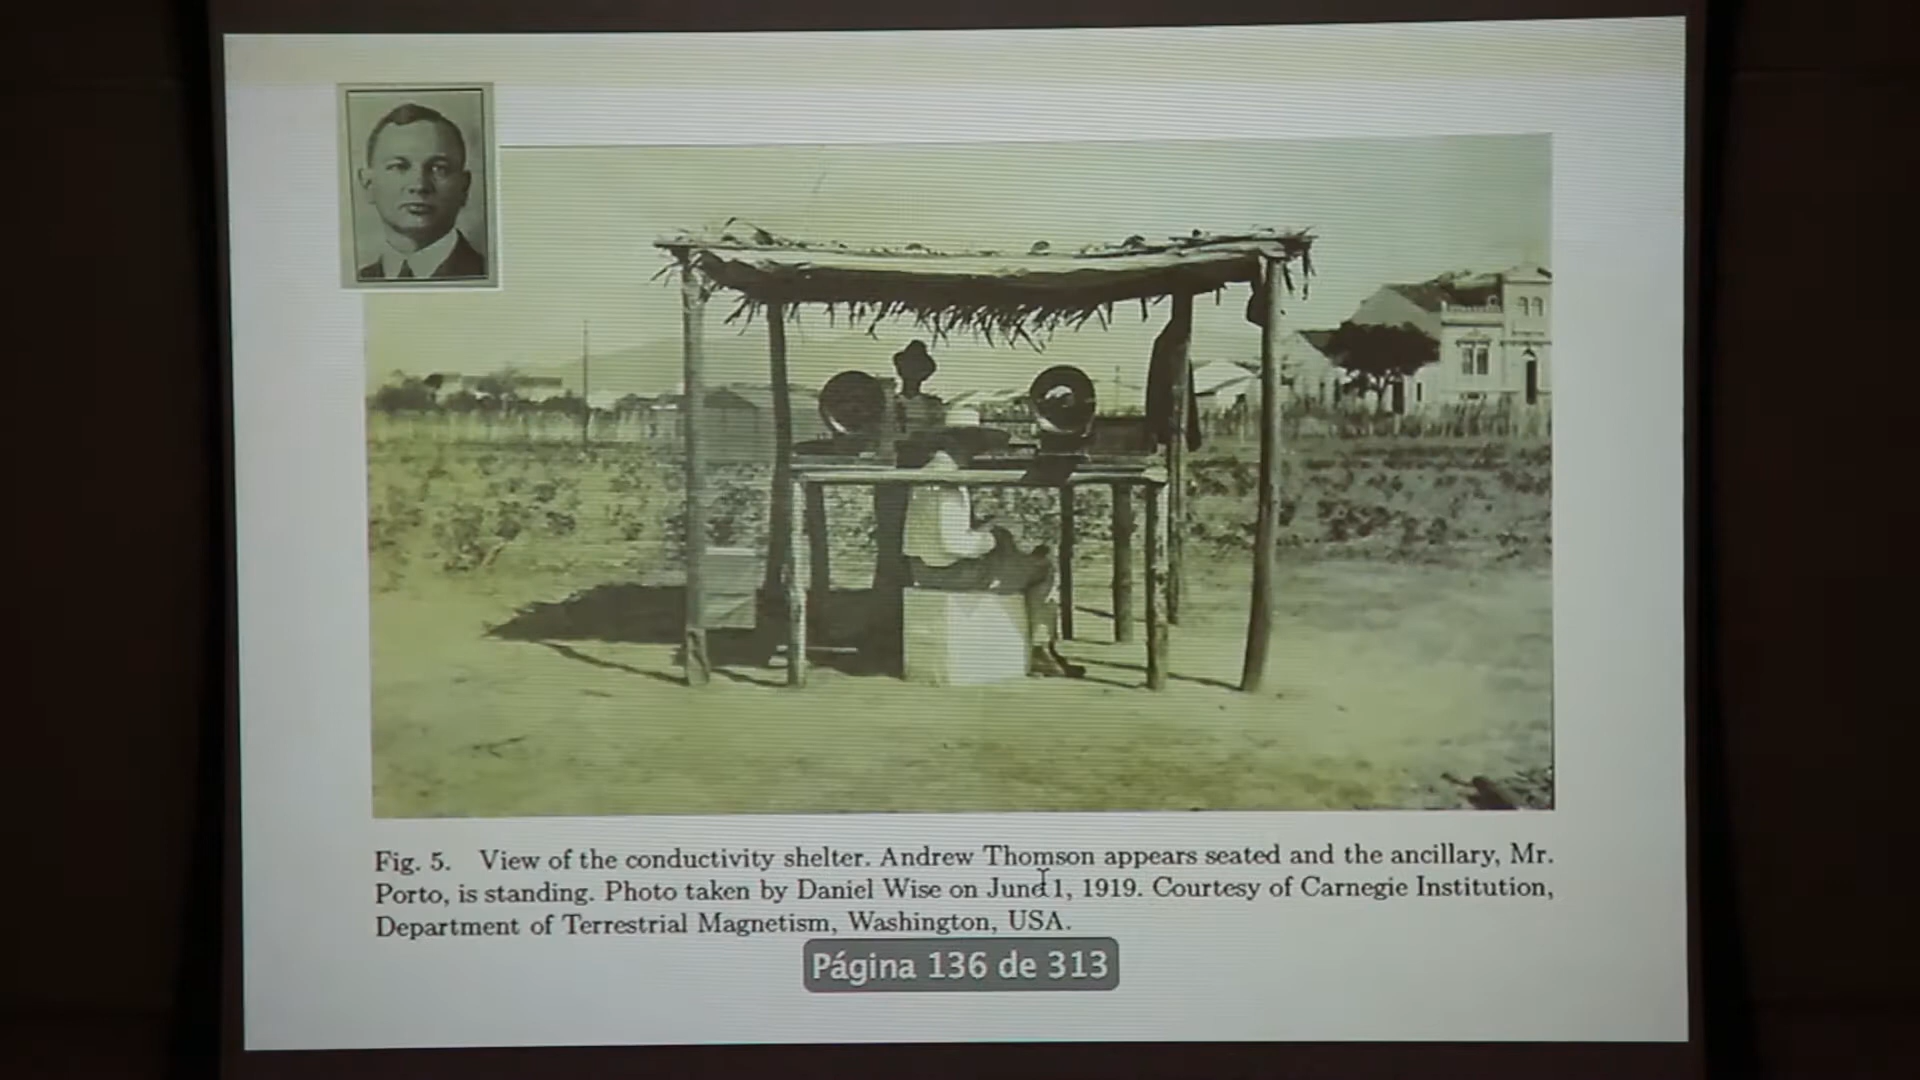 Fig. 5. View of the conductivity shelter. Andrew Thomson appears seated and the ancillary, Mr.
Porto, is standing. Photo taken by Daniel Wise on June 1, 1919. Courtesy of Carnegie Institution,
Department of Terrestrial Magnetism, Washington, USA.
Página 136 de 313